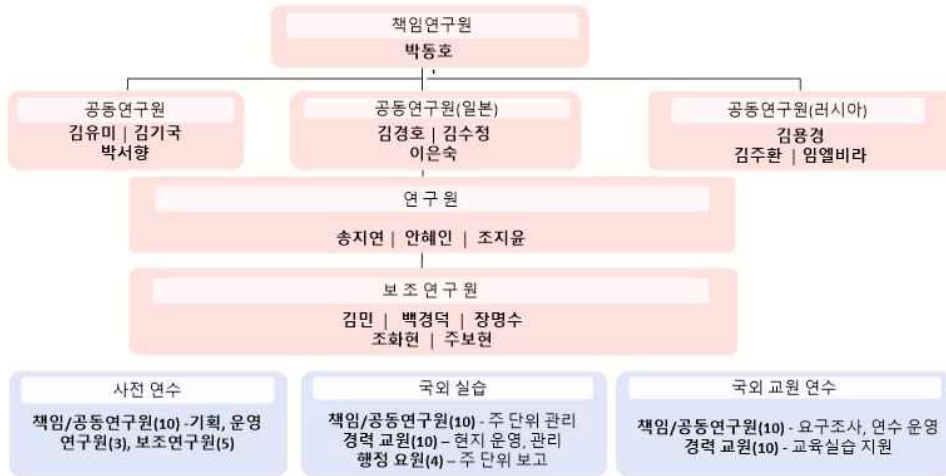 책임연구원
박동호
공동연구원
김유미 | 김기국
박서향
공동연구원(일본)
김경호 | 김수정
이은숙
공동연구원(러시아)
김용경
김주환 | 임엘비라
연 구 원
송지연 | 안혜인 | 조지윤
보 조 연 구 원
김민 | 백경덕 | 장명수
조화현 | 주보현
사전 연수
책임/공동연구원(10) -기획, 운영
연구원(3), 보조연구원(5)
국외 실습
책임/공동연구원(10) - 주 단위 관리
경력 교원(10) – 현지 운영, 관리
행정 요원(4) – 주 단위 보고
국외 교원 연수
책임/공동연구원(10) - 요구조사, 연수 운영
경력 교원(10) - 교육실습 지원